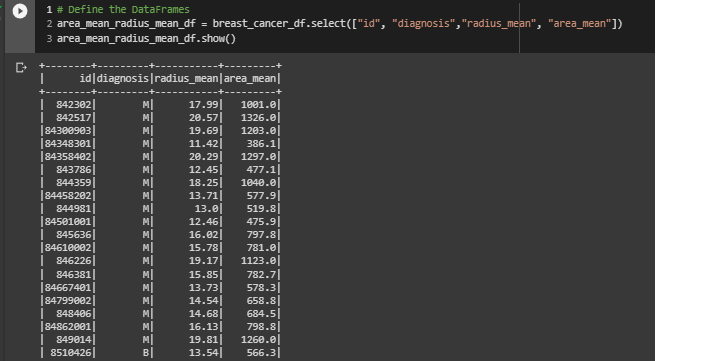 1 # Define the DataFrames
2 area_mean_radius_mean_df = breast_cancer_df.select(["id", "diagnosis","radius_mean", "area_mean"])
3 area_mean_radius_mean_df.show()
+--------+---------+-----------+---------+
|      id|diagnosis|radius_mean|area_mean|
+--------+---------+-----------+---------+
|  842302|        M|      17.99|   1001.0|
|  842517|        M|      20.57|   1326.0|
|84300903|        M|      19.69|   1203.0|
|84348301|        M|      11.42|    386.1|
|84358402|        M|      20.29|   1297.0|
|  843786|        M|      12.45|    477.1|
|  844359|        M|      18.25|   1040.0|
|84458202|        M|      13.71|    577.9|
|  844981|        M|       13.0|    519.8|
|84501001|        M|      12.46|    475.9|
|  845636|        M|      16.02|    797.8|
|84610002|        M|      15.78|    781.0|
|  846226|        M|      19.17|   1123.0|
|  846381|        M|      15.85|    782.7|
|84667401|        M|      13.73|    578.3|
|84799002|        M|      14.54|    658.8|
|  848406|        M|      14.68|    684.5|
|84862001|        M|      16.13|    798.8|
|  849014|        M|      19.81|   1260.0|
| 8510426|        B|      13.54|    566.3|